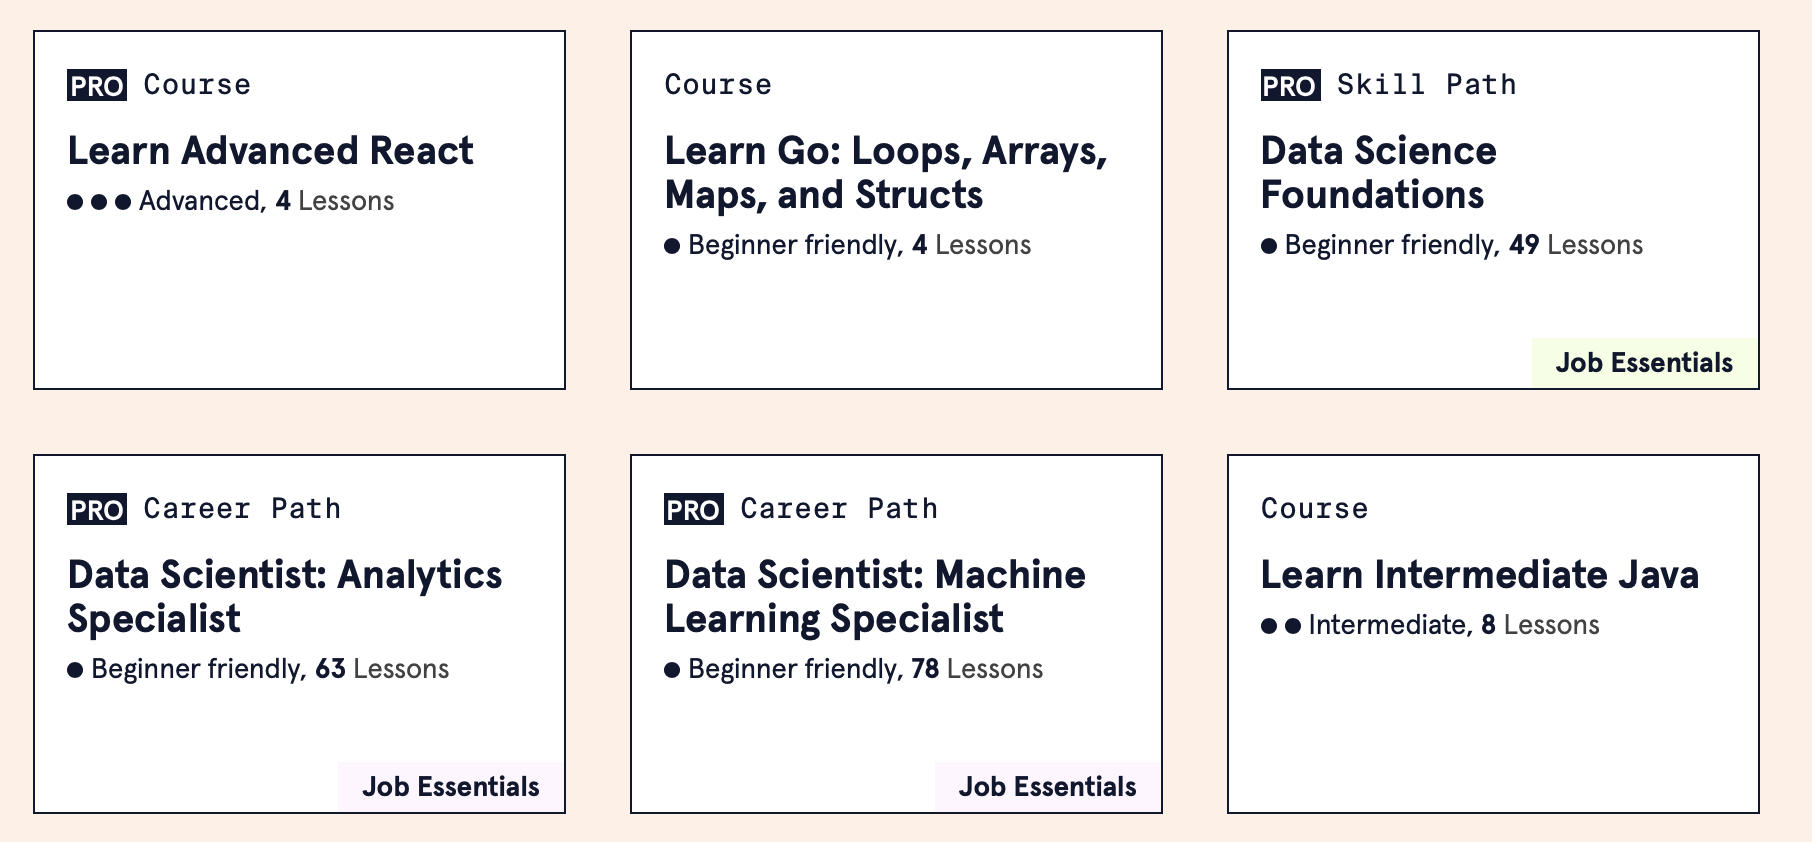 PRO Course
Learn Advanced React
Advanced, 4 Lessons
Course
Learn Go: Loops, Arrays,
Maps, and Structs
Beginner friendly, 4 Lessons
PRO Skill Path
Data Science
Foundations
Beginner friendly, 49 Lessons
Job Essentials
PRO Career Path
Data Scientist: Analytics
Specialist
Beginner friendly, 63 Lessons
Job Essentials
PRO Career Path
Data Scientist: Machine
Learning Specialist
Beginner friendly, 78 Lessons
Job Essentials
Course
Learn Intermediate Java
Intermediate, 8 Lessons